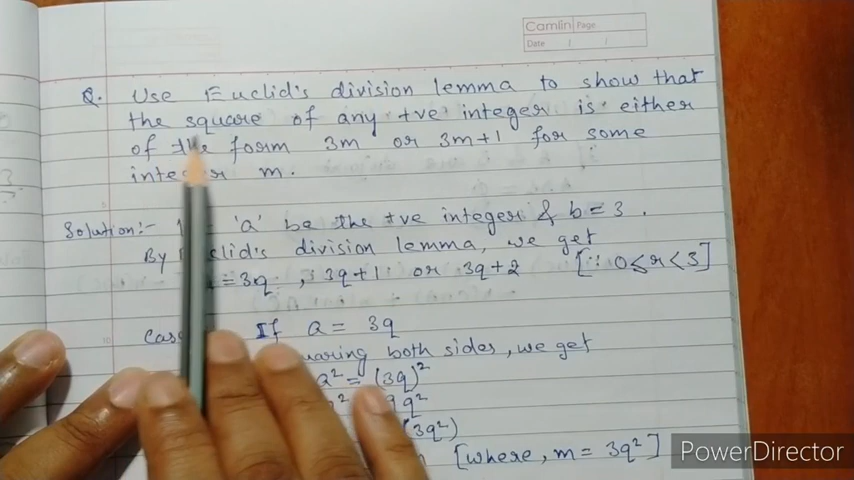 Camlin Page
Date / /
Q. Use Euclid's division lemma to show that
the square of any +ve integer is either
of the form 3m or 3m+1 for some
m.
Solution:- 'a' be the +ve integer & b = 3.
By division lemma, we get
= 3q, 3q+1 or 3q+2 [∵ 0≤r<3]
If a = 3q
both sides, we get
a² = (3q)²
9q²
(3q²)
[where, m = 3q²]
PowerDirector